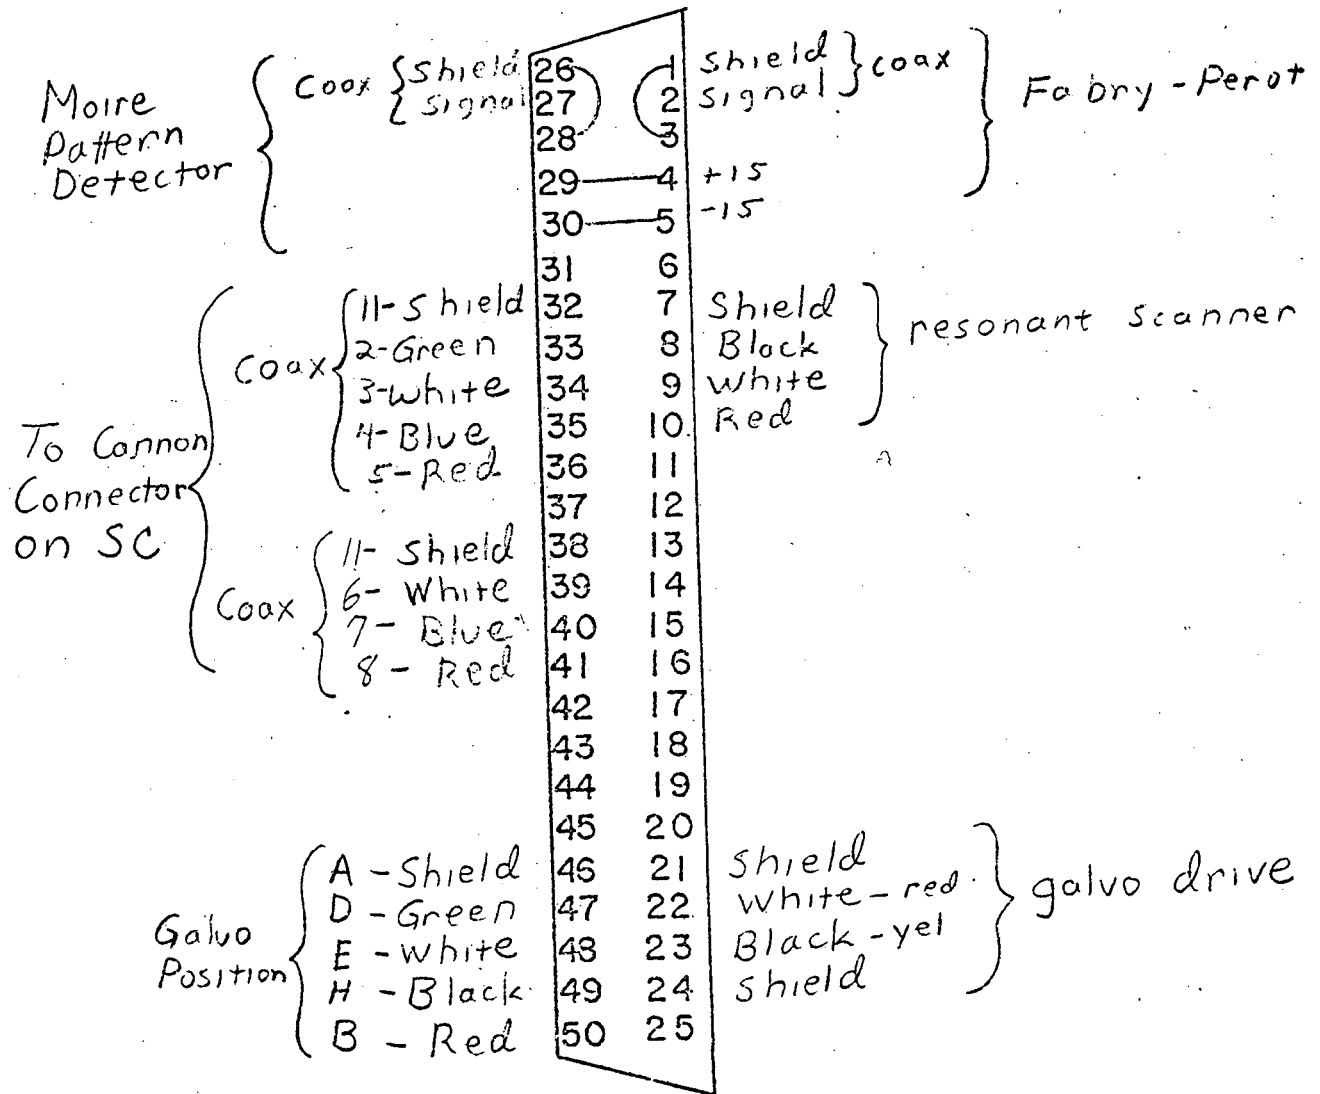 Moire
Pattern
Detector
Coax { Shield 26 1 Shield } coax
Signal 27 2 Signal
Fabry-Perot
28 3
29 4 +15
30 5 -15
31 6
To Cannon
Connector
on SC
Coax
11-Shield 32 7 Shield
2-Green 33 8 Black
3-White 34 9 White
4-Blue 35 10 Red
resonant scanner
5-Red 36 11
37 12
Coax
11- Shield 38 13
6- White 39 14
7- Blue 40 15
8- Red 41 16
42 17
43 18
44 19
45 20
Galvo
Position
A - Shield 46 21 Shield
D - Green 47 22 White-red
E - White 48 23 Black-yel
H - Black 49 24 Shield
B - Red 50 25
galvo drive